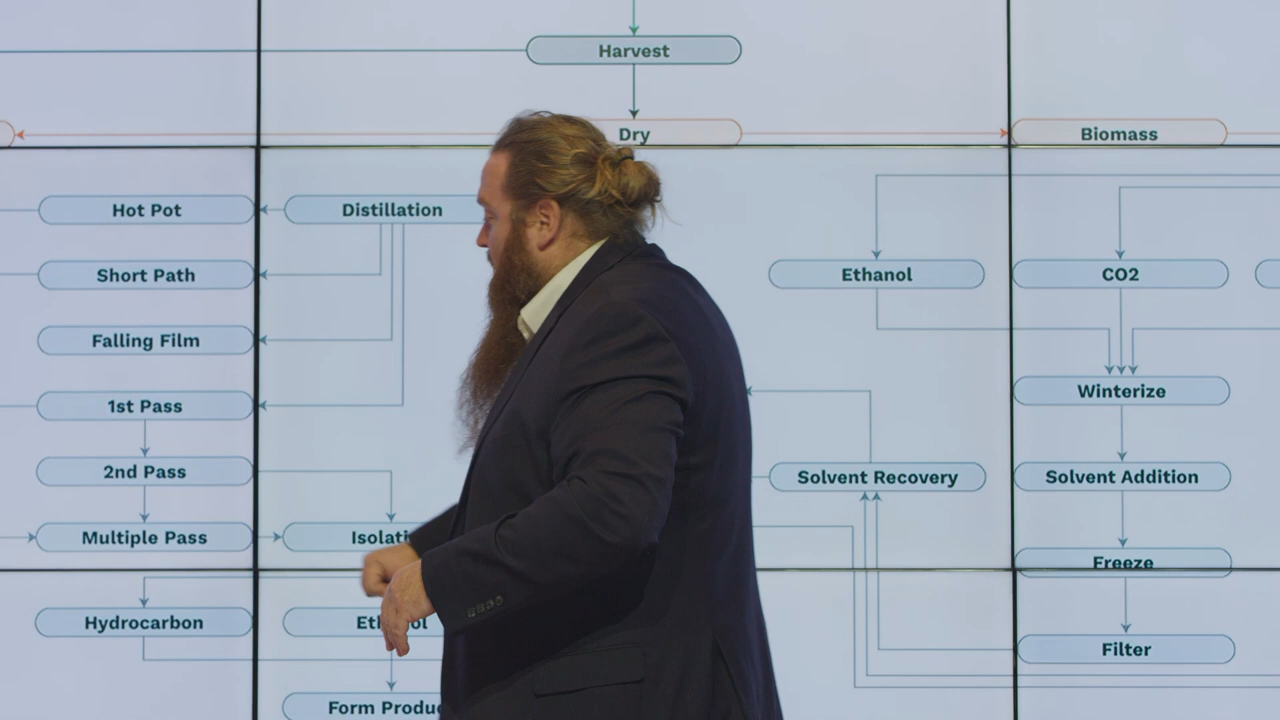 Harvest
Dry
Biomass
Hot Pot
Distillation
Short Path
Ethanol
CO2
Falling Film
1st Pass
Winterize
2nd Pass
Solvent Recovery
Solvent Addition
Multiple Pass
Freeze
Hydrocarbon
Filter
Form